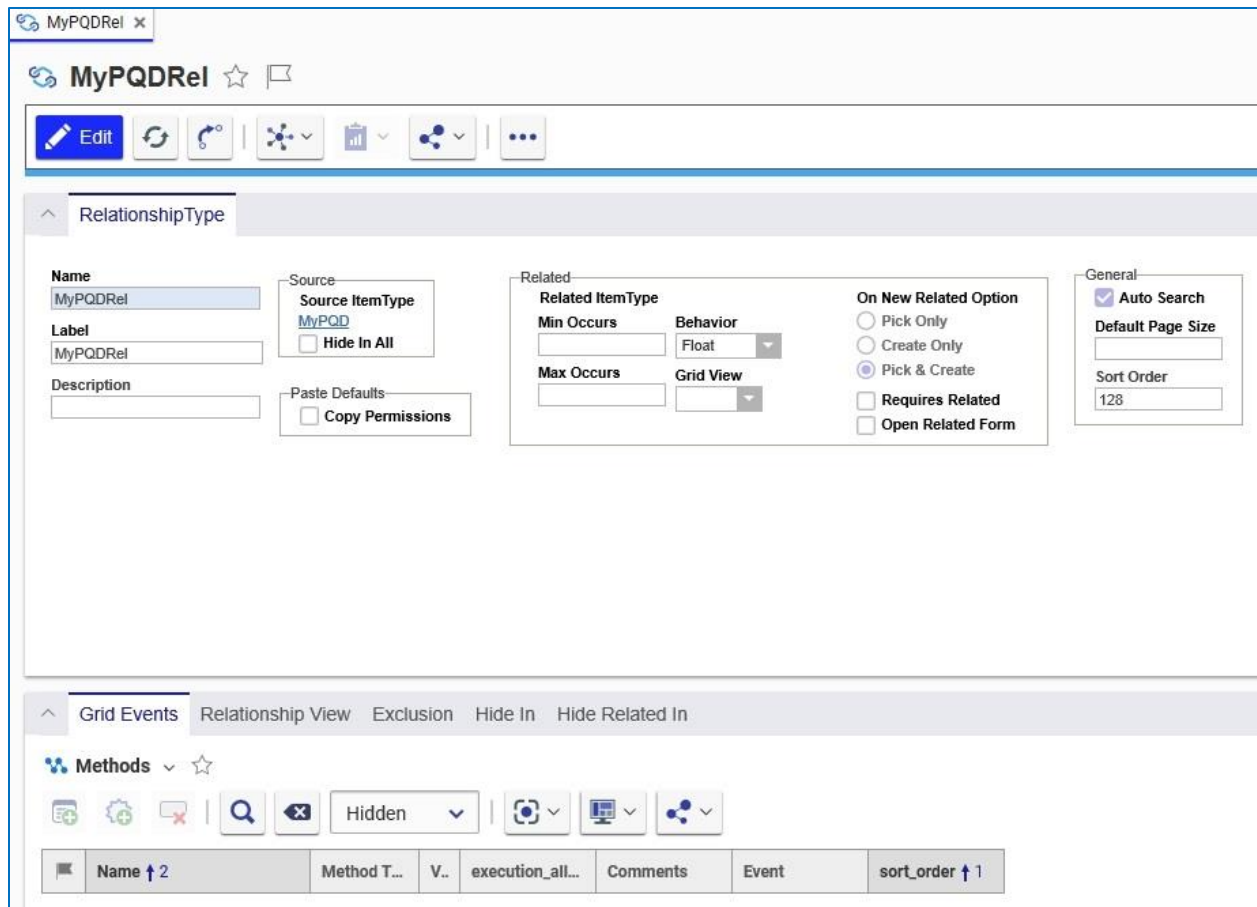 MyPQDRel
MyPQDRel
Edit
RelationshipType
Name
MyPQDRel
Label
MyPQDRel
Description
Source
Source ItemType
MyPQD
Hide In All
Paste Defaults
Copy Permissions
Related
Related ItemType
Min Occurs
Behavior
Float
Max Occurs
Grid View
On New Related Option
Pick Only
Create Only
Pick & Create
Requires Related
Open Related Form
General
Auto Search
Default Page Size
Sort Order
128
Grid Events Relationship View Exclusion Hide In Hide Related In
Methods
Hidden
Name 2 Method T... V.. execution_all... Comments Event sort_order 1